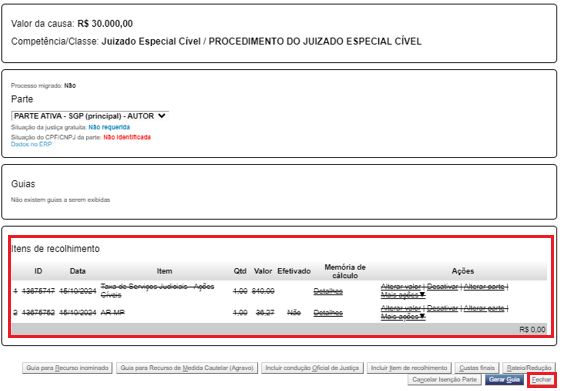 Valor da causa: R$ 30.000,00
Competência/Classe: Juizado Especial Cível / PROCEDIMENTO DO JUIZADO ESPECIAL CÍVEL
Processo migrado: Não
Parte
PARTE ATIVA - SGP (principal) - AUTOR
Situação da justiça gratuita: Não requerida
Situação do CPF/CNPJ da parte: Não identificada
Dados no ERP
Guias
Não existem guias a serem exibidas
Itens de recolhimento
ID Data Item Qtd Valor Efetivado Memória de cálculo Ações
1 13675747 15/10/2024 Taxa de Serviços Judiciais - Ações Cíveis 1,00 840,00 Detalhes Alterar valor | Desativar | Alterar parte | Mais ações▼
2 13675752 15/10/2024 AR MP 1,00 36,27 Não Detalhes Alterar valor | Desativar | Alterar parte | Mais ações▼
R$ 0,00
Guia para Recurso inominado Guia para Recurso de Medida Cautelar (Agravo) Incluir condução Oficial de Justiça Incluir Item de recolhimento Custas finais Rateio/Redução
Cancelar Isenção Parte Gerar Guia Fechar